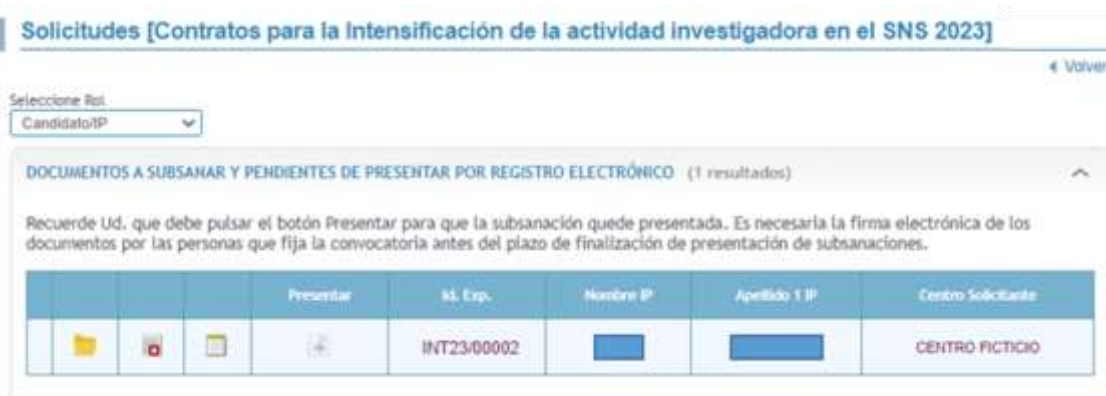 Solicitudes [Contratos para la Intensificación de la actividad investigadora en el SNS 2023]
Volver
Seleccione Rol
Candidato/IP
DOCUMENTOS A SUBSANAR Y PENDIENTES DE PRESENTAR POR REGISTRO ELECTRÓNICO (1 resultados)
Recuerde Ud. que debe pulsar el botón Presentar para que la subsanación quede presentada. Es necesaria la firma electrónica de los
documentos por las personas que fija la convocatoria antes del plazo de finalización de presentación de subsanaciones.
Presentar Id. Exp. Nombre IP Apellido 1 IP Centro Solicitante
INT23/00002 CENTRO FICTICIO